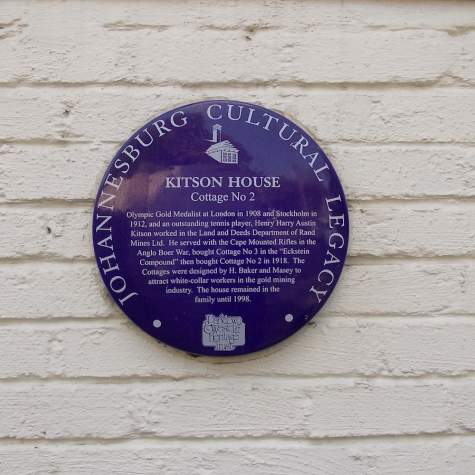 JOHANNESBURG CULTURAL LEGACY
KITSON HOUSE
Cottage No 2
Olympic Gold Medalist at London in 1908 and Stockholm in
1912, and an outstanding tennis player, Henry Harry Austin
Kitson worked in the Land and Deeds Department of Rand
Mines Ltd. He served with the Cape Mounted Rifles in the
Anglo Boer War, bought Cottage No 3 in the "Eckstein
Compound" then bought Cottage No 2 in 1918. The
Cottages were designed by H. Baker and Masey to
attract white-collar workers in the gold mining
industry. The house remained in the
family until 1998.
Heritage